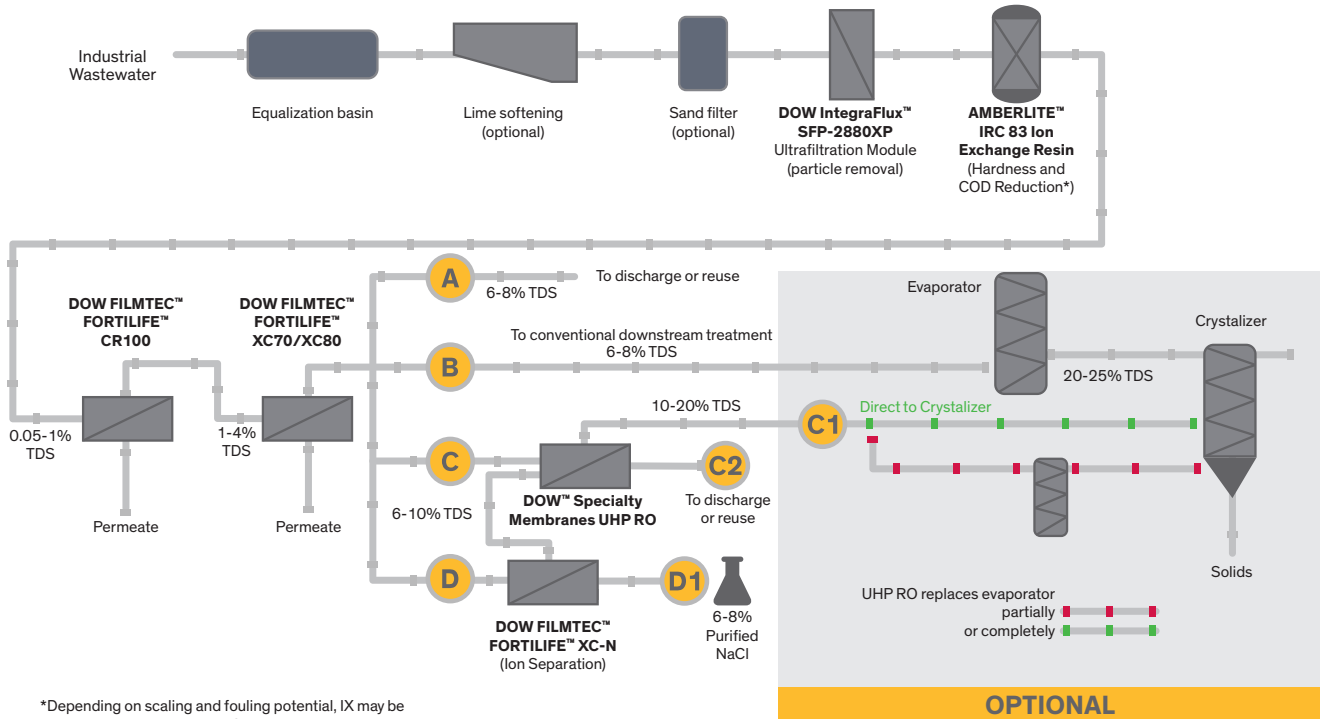 Industrial
Wastewater
Equalization basin
Lime softening
(optional)
Sand filter
(optional)
DOW IntegraFlux™
SFP-2880XP
Ultrafiltration Module
(particle removal)
AMBERLITE™
IRC 83 Ion
Exchange Resin
(Hardness and
COD Reduction*)
DOW FILMTEC™
FORTILIFE™
CR100
DOW FILMTEC™
FORTILIFE™
XC70/XC80
0.05-1%
TDS
1-4%
TDS
Permeate
Permeate
A
6-8% TDS
To discharge or reuse
B
To conventional downstream treatment
6-8% TDS
C
6-10% TDS
10-20% TDS
DOW™ Specialty
Membranes UHP RO
C1
C2
To discharge
or reuse
D
DOW FILMTEC™
FORTILIFE™ XC-N
(Ion Separation)
D1
6-8%
Purified
NaCl
Evaporator
20-25% TDS
Crystalizer
Direct to Crystalizer
Solids
UHP RO replaces evaporator
partially
or completely
OPTIONAL
*Depending on scaling and fouling potential, IX may be